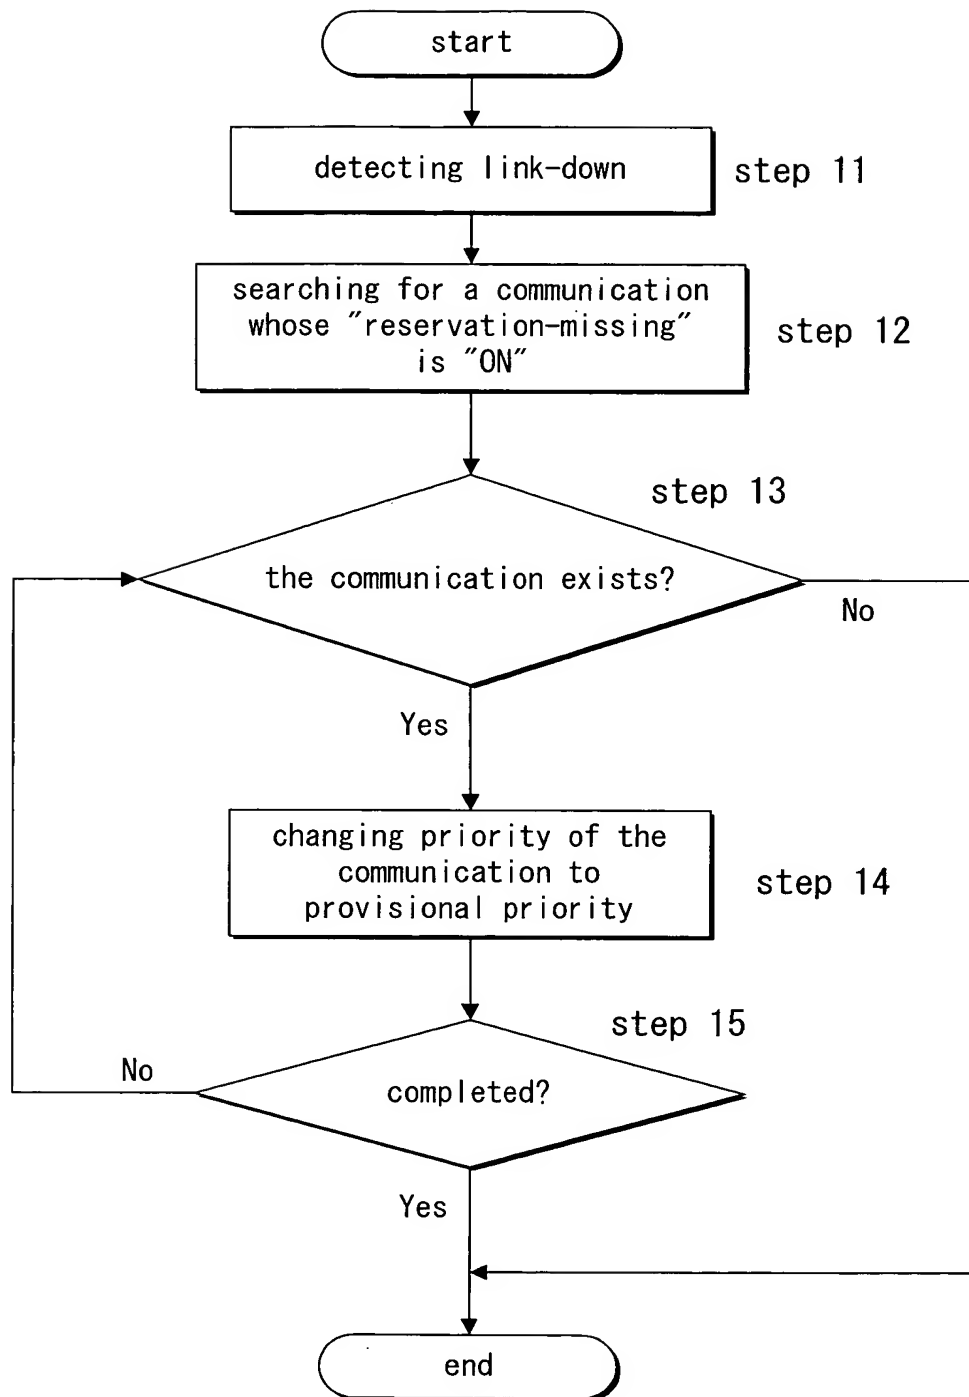 start
detecting link-down
step 11
searching for a communication
whose "reservation-missing"
is "ON"
step 12
step 13
the communication exists?
No
Yes
changing priority of the
communication to
provisional priority
step 14
step 15
No
completed?
Yes
end